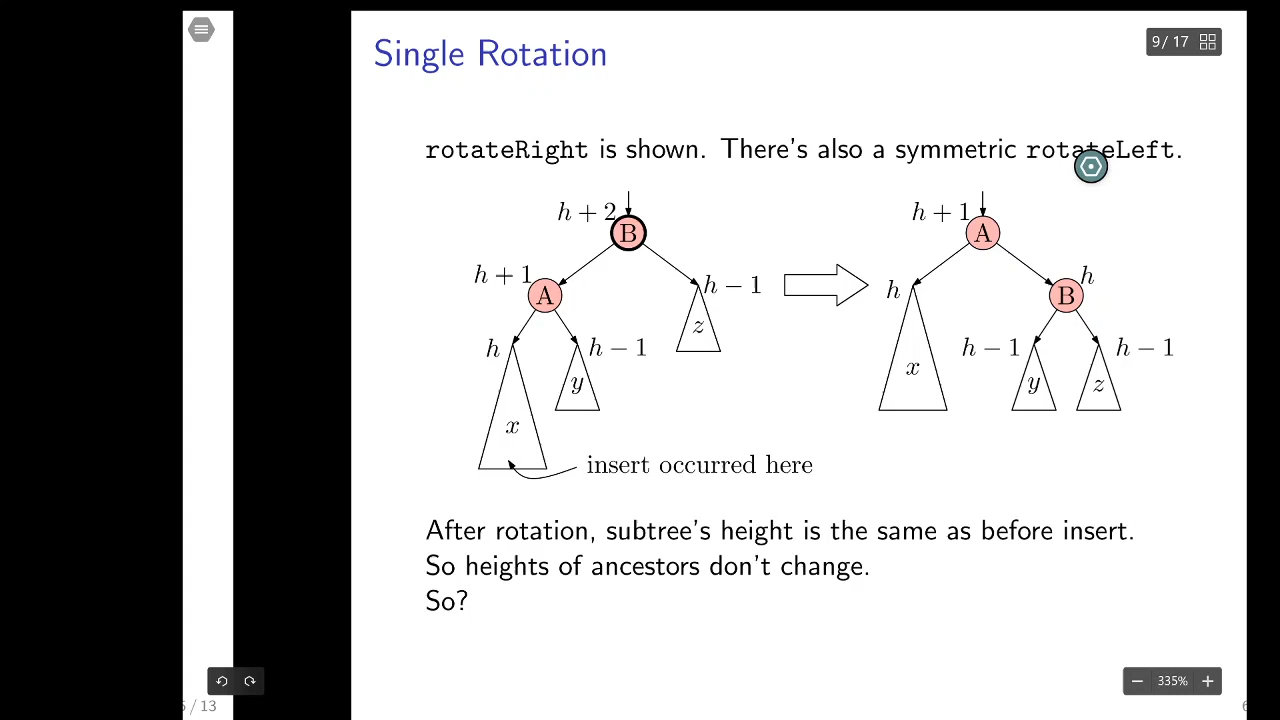 Single Rotation
9/ 17
rotateRight is shown. There's also a symmetric rotateLeft.
h + 2
B
h + 1
A
h − 1
z
h
x
h − 1
y
insert occurred here
h + 1
A
h
x
h
B
h − 1
y
h − 1
z
After rotation, subtree's height is the same as before insert.
So heights of ancestors don't change.
So?
335%
/ 13